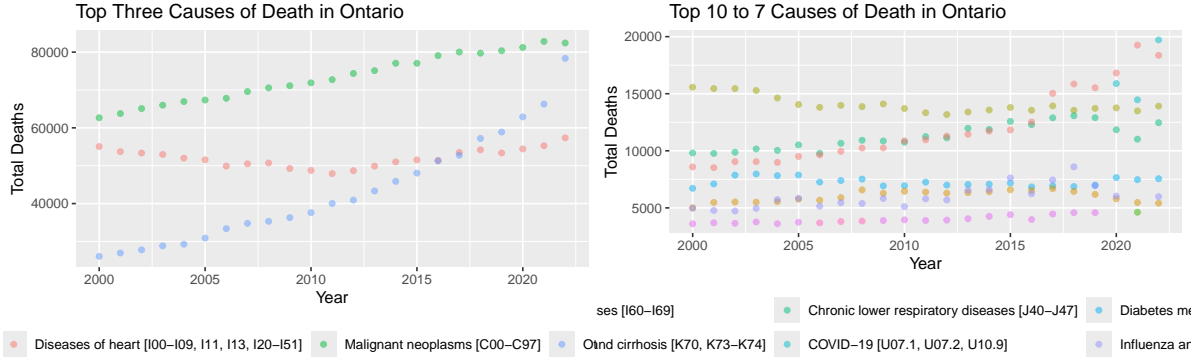 Top Three Causes of Death in Ontario
80000
60000
40000
Total Deaths
2000
2005
2010
2015
2020
Year
Diseases of heart [I00–I09, I11, I13, I20–I51]
Malignant neoplasms [C00–C97]
Top 10 to 7 Causes of Death in Ontario
20000
15000
10000
5000
Total Deaths
2000
2005
2010
2015
2020
Year
ses [I60–I69]
Chronic lower respiratory diseases [J40–J47]
Diabetes me
nd cirrhosis [K70, K73–K74]
COVID–19 [U07.1, U07.2, U10.9]
Influenza an